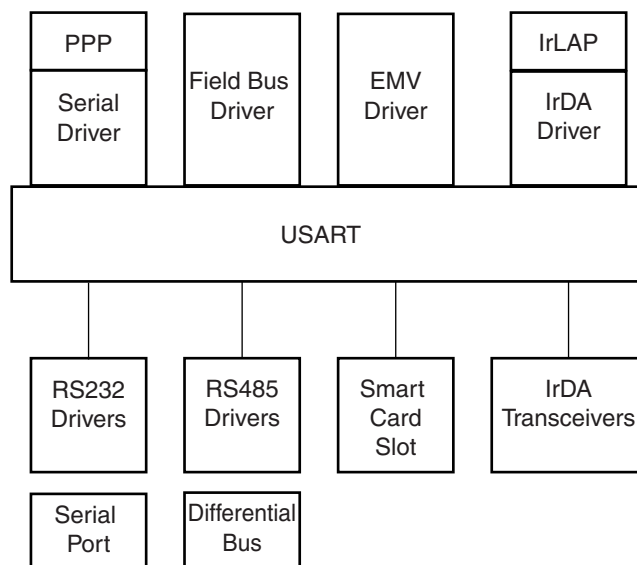 PPP
Serial
Driver
Field Bus
Driver
EMV
Driver
IrLAP
IrDA
Driver
USART
RS232
Drivers
RS485
Drivers
Smart
Card
Slot
IrDA
Transceivers
Serial
Port
Differential
Bus